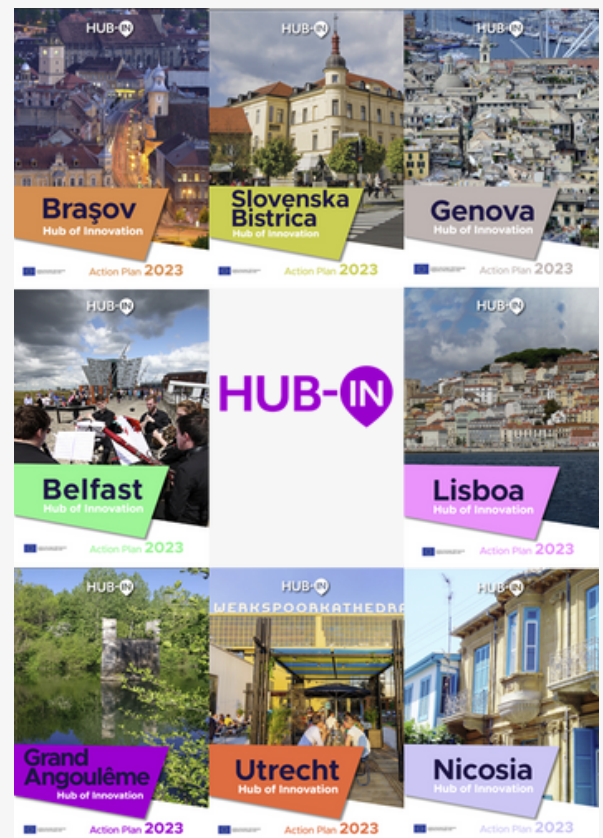 HUB-IN
Braşov
Hub of Innovation
Action Plan 2023
HUB-IN
Slovenska
Bistrica
Hub of Innovation
Action Plan 2023
HUB-IN
Genova
Hub of Innovation
Action Plan 2023
HUB-IN
Belfast
Hub of Innovation
Action Plan 2023
HUB-IN
HUB-IN
Lisboa
Hub of Innovation
Action Plan 2023
HUB-IN
Grand
Angoulême
Hub of Innovation
Action Plan 2023
HUB-IN
WERKSPOORKATHEDRA
Utrecht
Hub of Innovation
Action Plan 2023
HUB-IN
Nicosia
Hub of Innovation
Action Plan 2023